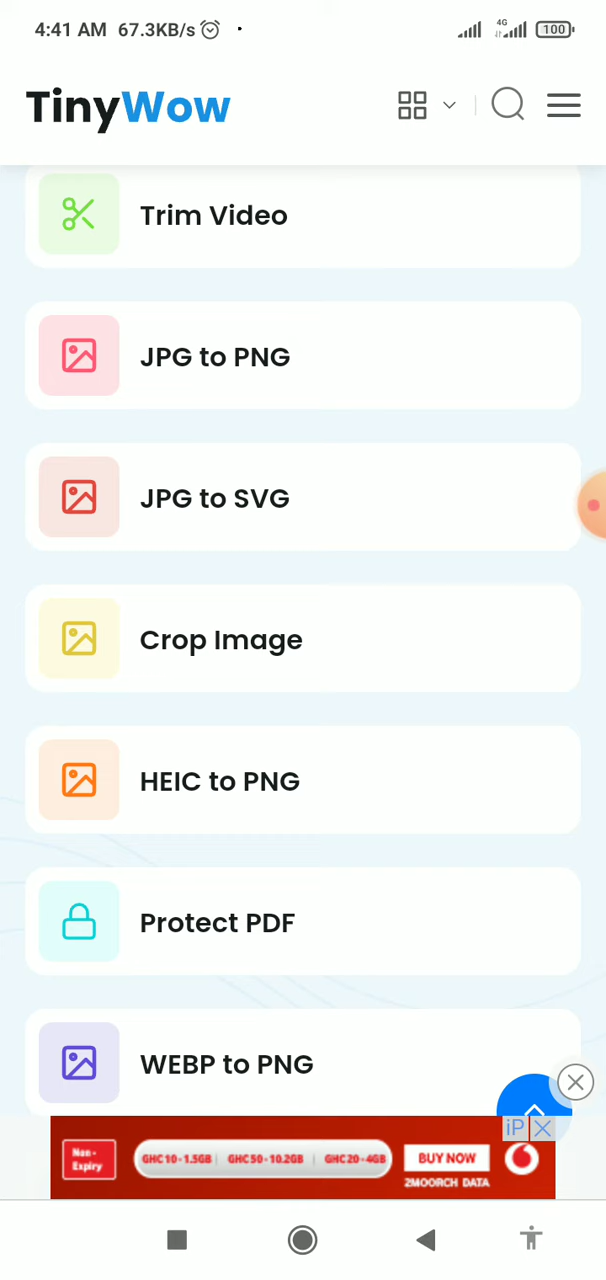 4:41 AM 67.3KB/s 4G 100
TinyWow
Trim Video
JPG to PNG
JPG to SVG
Crop Image
HEIC to PNG
Protect PDF
WEBP to PNG
Non-Expiry GHC10=1.5GB | GHC50=10.2GB | GHC20=4GB BUY NOW
2MOORCH DATA